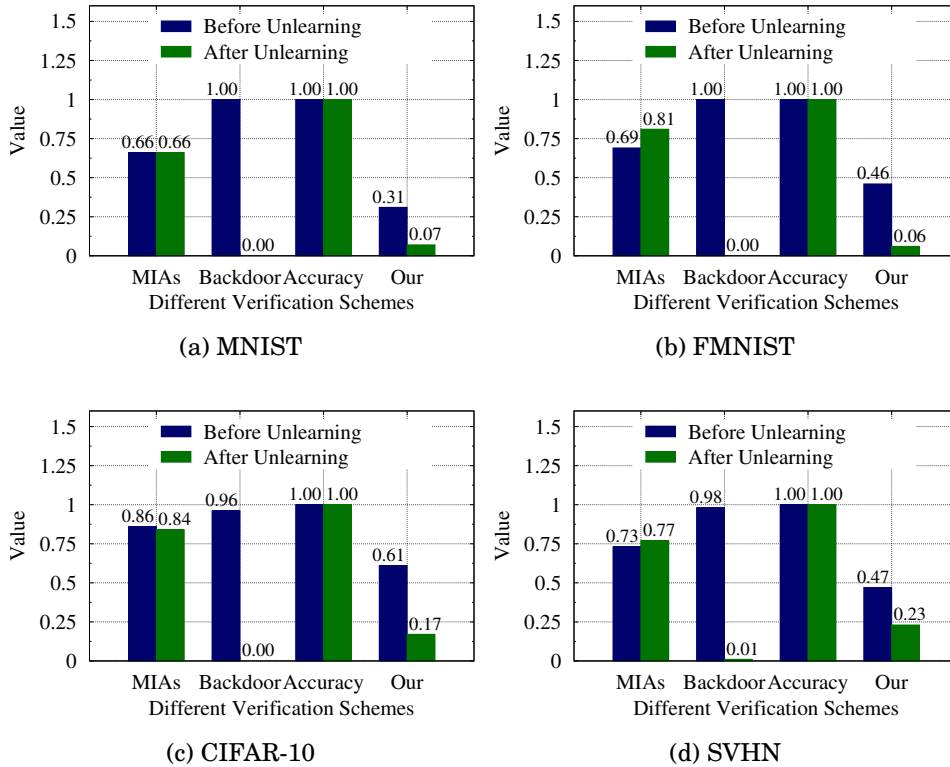 1.5
1.25
1
0.75
0.5
0.25
0
Value
Before Unlearning
After Unlearning
0.66 0.66
1.00
0.00
1.00 1.00
0.31
0.07
MIAs Backdoor Accuracy Our
Different Verification Schemes
(a) MNIST
1.5
1.25
1
0.75
0.5
0.25
0
Value
Before Unlearning
After Unlearning
0.69
0.81
1.00
0.00
1.00 1.00
0.46
0.06
MIAs Backdoor Accuracy Our
Different Verification Schemes
(b) FMNIST
1.5
1.25
1
0.75
0.5
0.25
0
Value
Before Unlearning
After Unlearning
0.86 0.84
0.96
0.00
1.00 1.00
0.61
0.17
MIAs Backdoor Accuracy Our
Different Verification Schemes
(c) CIFAR-10
1.5
1.25
1
0.75
0.5
0.25
0
Value
Before Unlearning
After Unlearning
0.73 0.77
0.98
0.01
1.00 1.00
0.47
0.23
MIAs Backdoor Accuracy Our
Different Verification Schemes
(d) SVHN